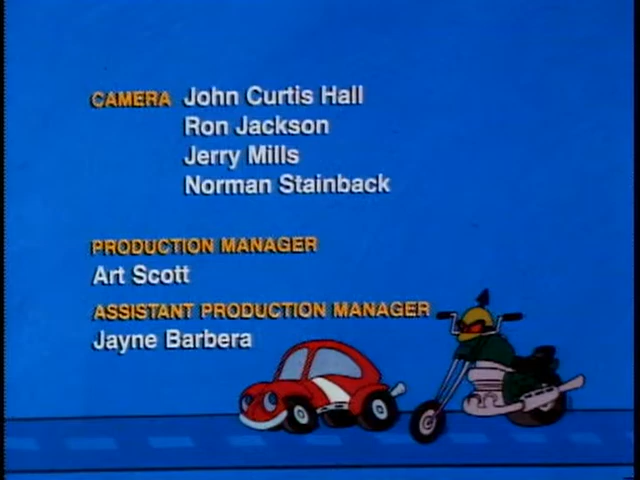 CAMERA John Curtis Hall
Ron Jackson
Jerry Mills
Norman Stainback
PRODUCTION MANAGER
Art Scott
ASSISTANT PRODUCTION MANAGER
Jayne Barbera